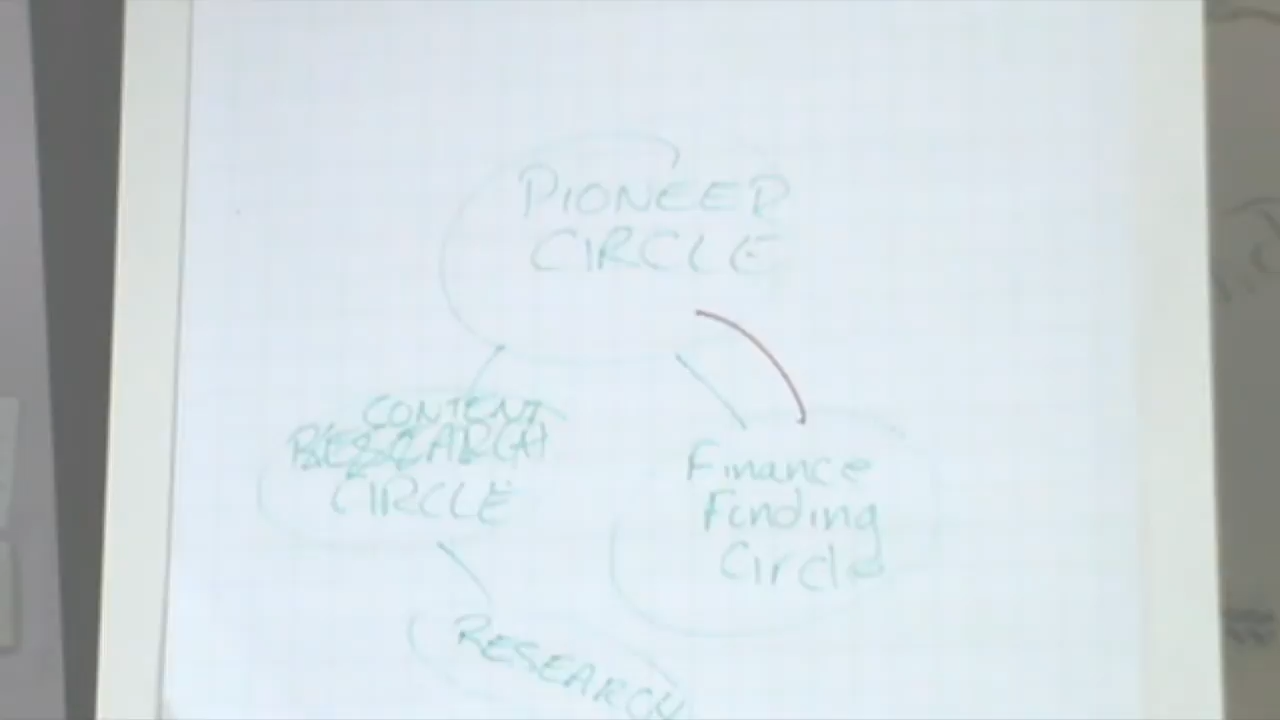 PIONEER
CIRCLE
CONTENT
RESEARCH
CIRCLE
Finance
Funding
Circle
RESEARCH